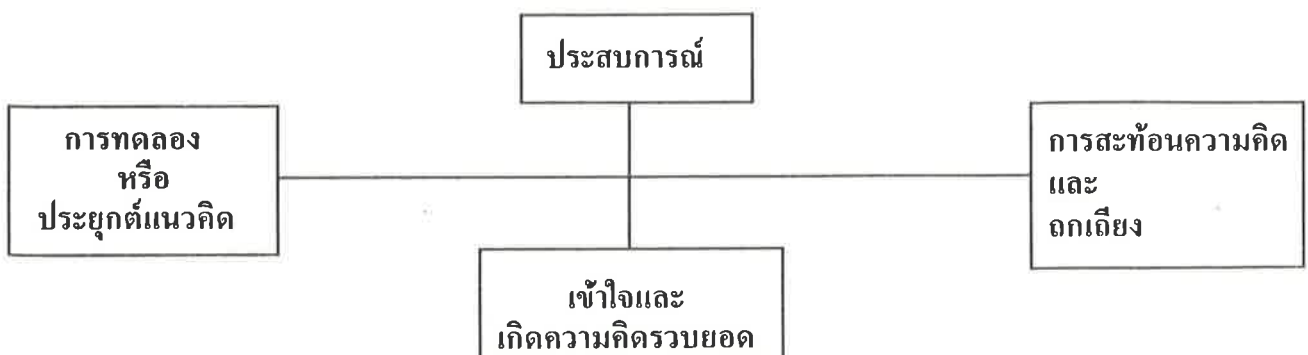 ประสบการณ์
การทดลอง
หรือ
ประยุกต์แนวคิด
การสะท้อนความคิด
และ
ถกเถียง
เข้าใจและ
เกิดความคิดรวบยอด